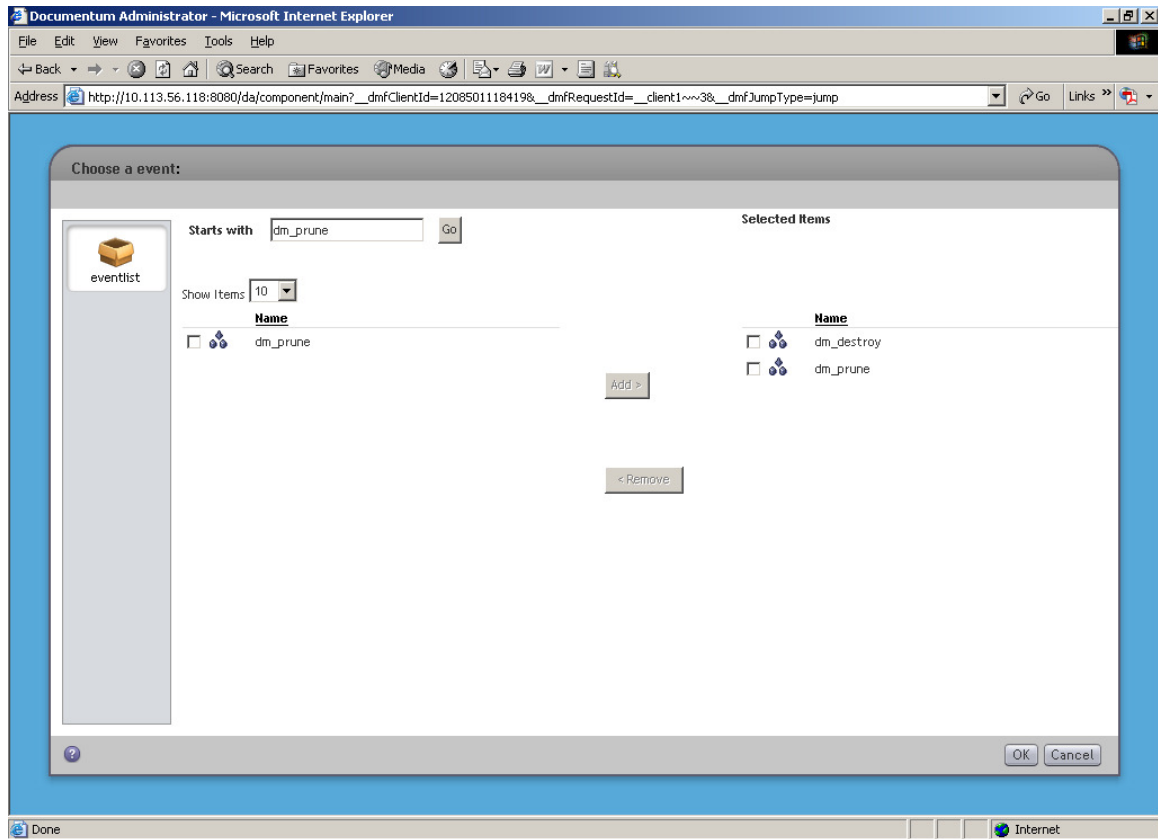 Documentum Administrator - Microsoft Internet Explorer
File Edit View Favorites Tools Help
Back Search Favorites Media
Address http://10.113.56.118:8080/da/component/main?__dmfClientId=1208501118419&__dmfRequestId=__client1~~3&__dmfJumpType=jump Go Links »
Choose a event:
Starts with dm_prune Go Selected Items
eventlist
Show Items 10
Name Name
dm_prune dm_destroy
dm_prune
Add >
< Remove
? OK Cancel
Done Internet